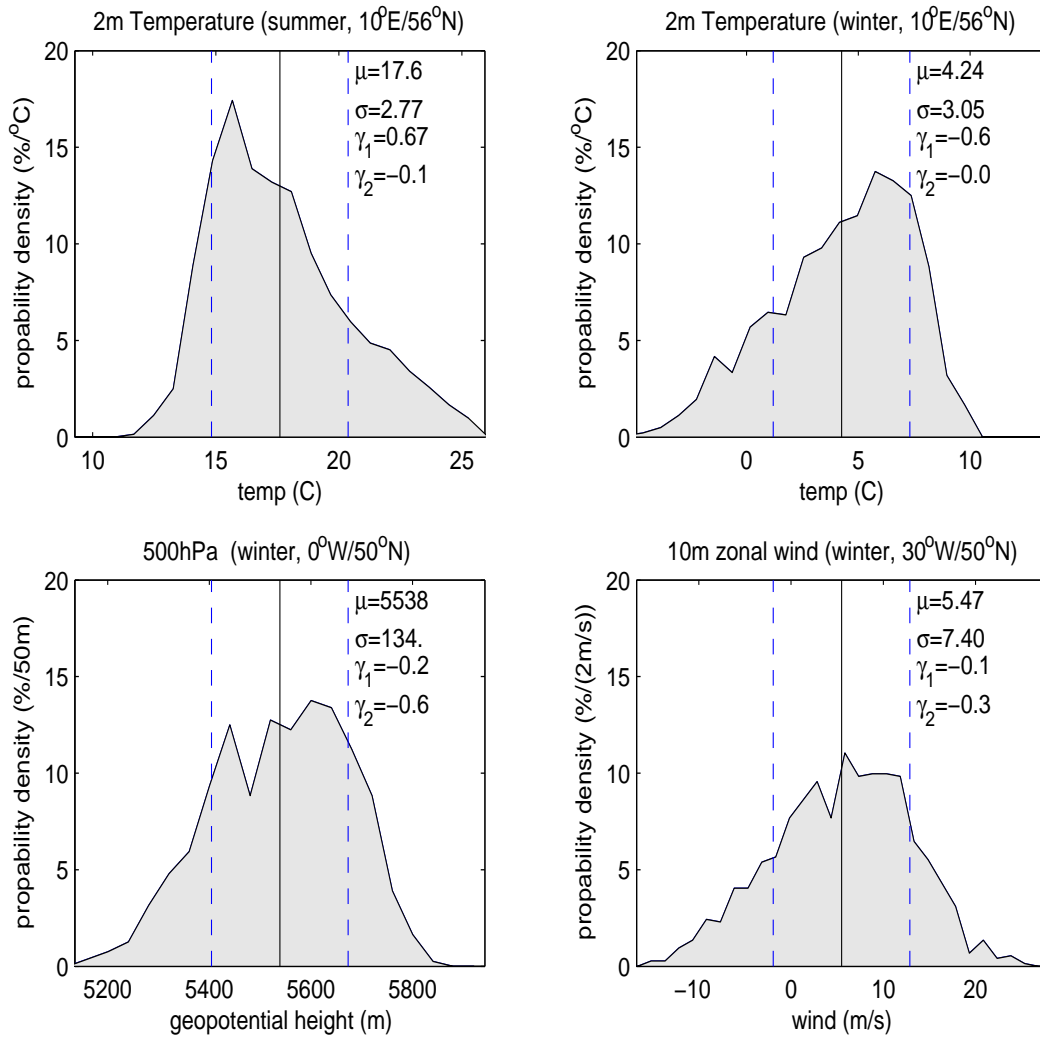 2m Temperature (summer, 10°E/56°N)
propability density (%/°C)
20
15
10
5
0
μ=17.6
σ=2.77
γ1=0.67
γ2=−0.1
10 15 20 25
temp (C)
2m Temperature (winter, 10°E/56°N)
propability density (%/°C)
20
15
10
5
0
μ=4.24
σ=3.05
γ1=−0.6
γ2=−0.0
0 5 10
temp (C)
500hPa (winter, 0°W/50°N)
propability density (%/50m)
20
15
10
5
0
μ=5538
σ=134.
γ1=−0.2
γ2=−0.6
5200 5400 5600 5800
geopotential height (m)
10m zonal wind (winter, 30°W/50°N)
propability density (%/(2m/s))
20
15
10
5
0
μ=5.47
σ=7.40
γ1=−0.1
γ2=−0.3
−10 0 10 20
wind (m/s)